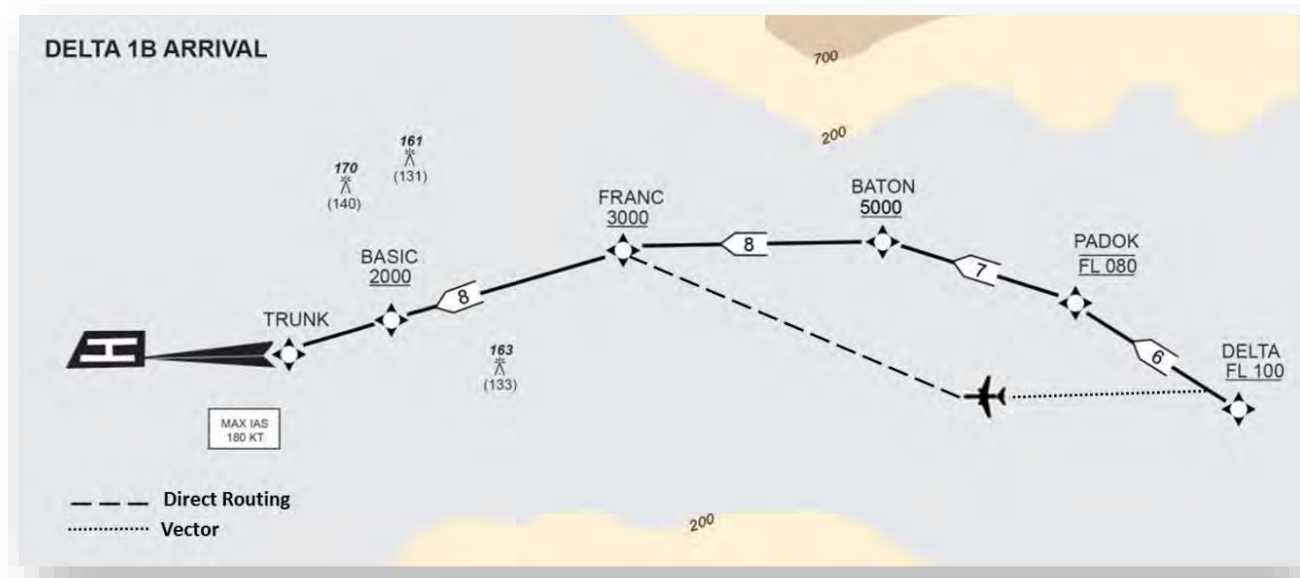 DELTA 1B ARRIVAL
700
200
161
(131)
170
(140)
FRANC
3000
BATON
5000
PADOK
FL 080
DELTA
FL 100
BASIC
2000
TRUNK
8
8
7
6
H
163
(133)
MAX IAS
180 KT
Direct Routing
Vector
200